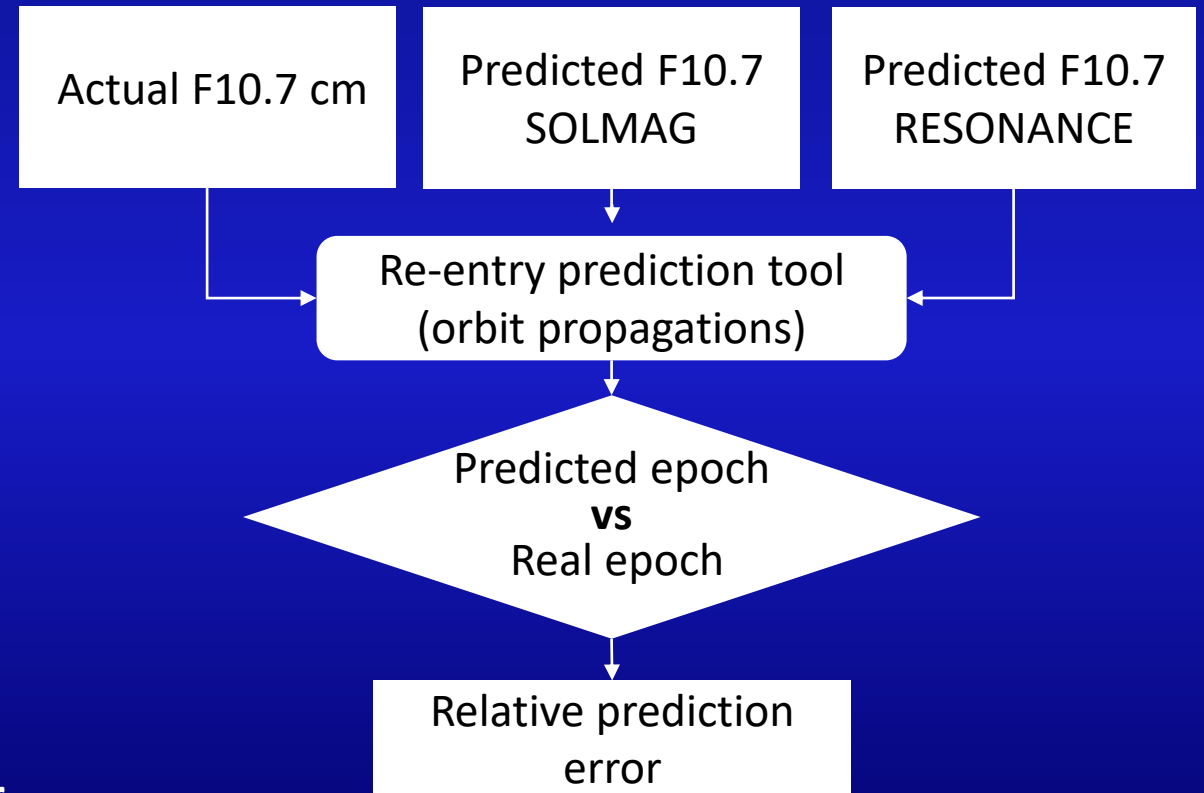 Actual F10.7 cm
Predicted F10.7
SOLMAG
Predicted F10.7
RESONANCE
Re-entry prediction tool
(orbit propagations)
Predicted epoch
vs
Real epoch
Relative prediction
error